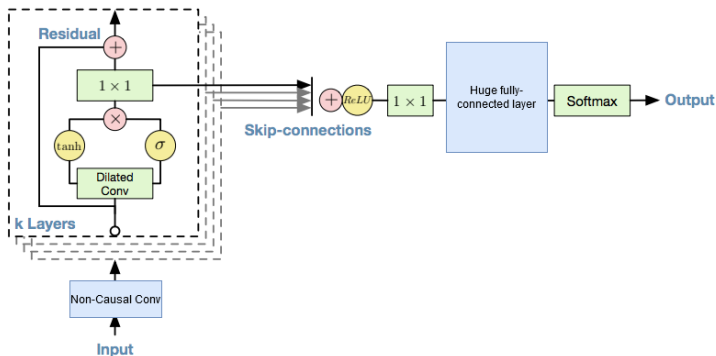 Residual
+
1 × 1
×
tanh
σ
Dilated
Conv
k Layers
Non-Causal Conv
Input
Skip-connections
+
ReLU
1 × 1
Huge fully-
connected layer
Softmax
Output